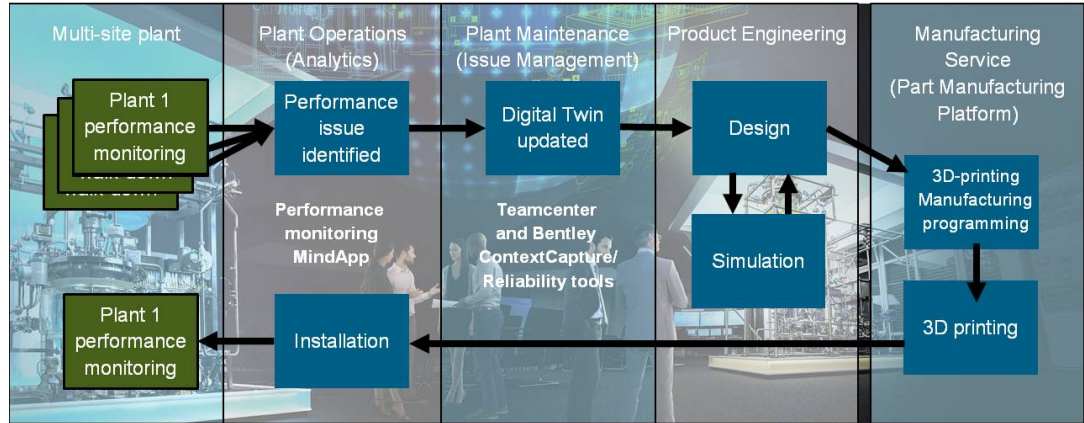 Multi-site plant
Plant Operations
(Analytics)
Plant Maintenance
(Issue Management)
Product Engineering
Manufacturing
Service
(Part Manufacturing
Platform)
Plant 1
performance
monitoring
walk down
Performance
issue
identified
Digital Twin
updated
Design
3D-printing
Manufacturing
programming
Performance
monitoring
MindApp
Teamcenter
and Bentley
ContextCapture/
Reliability tools
Simulation
3D printing
Installation
Plant 1
performance
monitoring